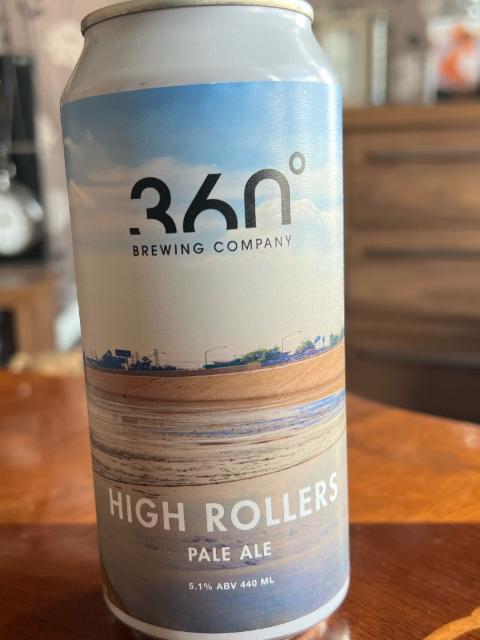 360°
BREWING COMPANY
HIGH ROLLERS
PALE ALE
5.1% ABV 440 ML